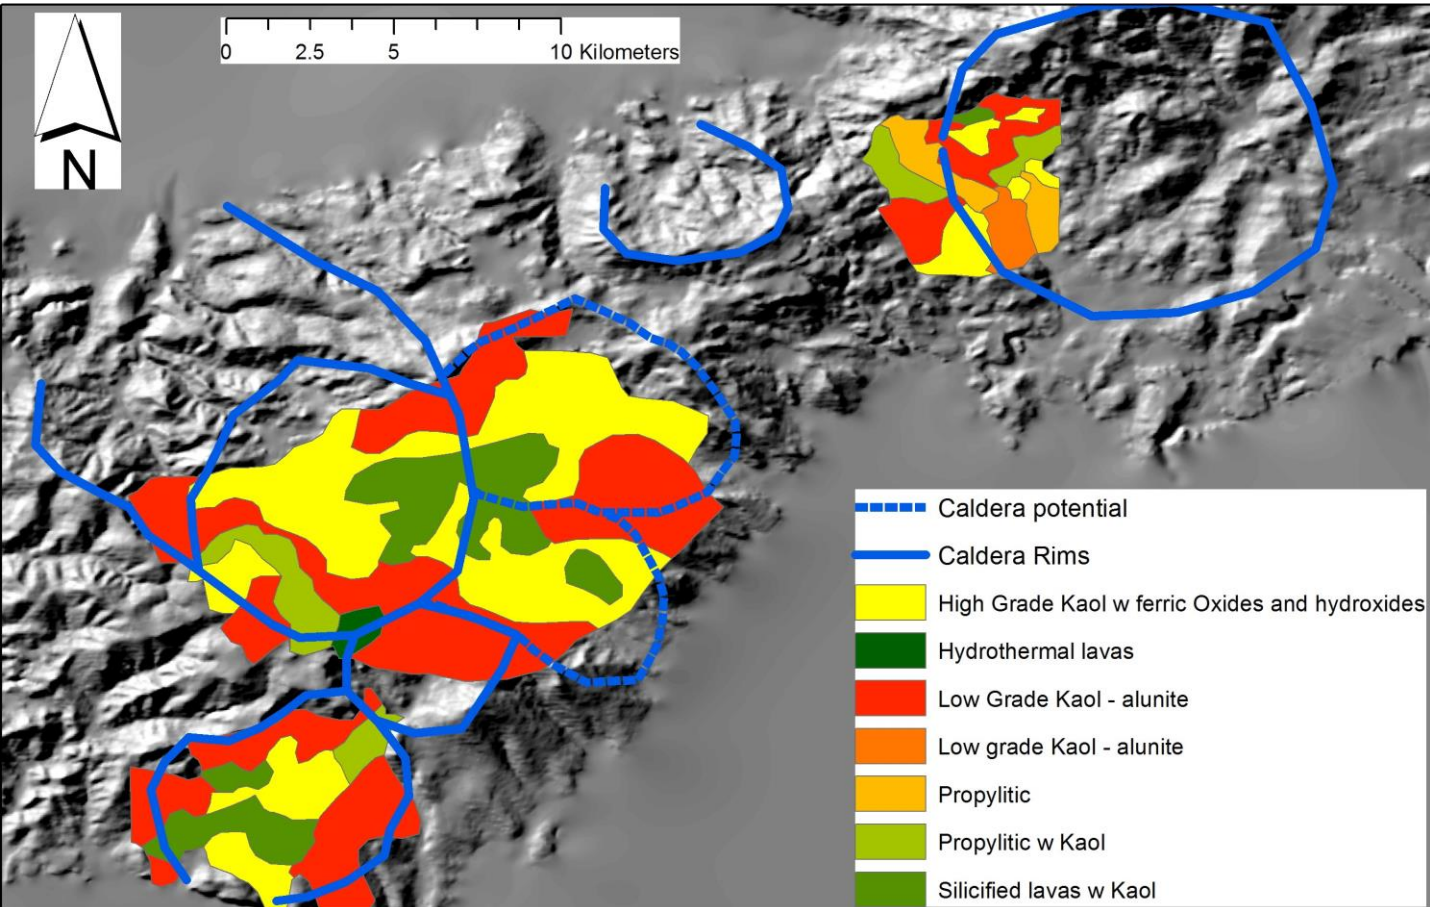 0 2.5 5 10 Kilometers
N
Caldera potential
Caldera Rims
High Grade Kaol w ferric Oxides and hydroxides
Hydrothermal lavas
Low Grade Kaol - alunite
Low grade Kaol - alunite
Propylitic
Propylitic w Kaol
Silicified lavas w Kaol